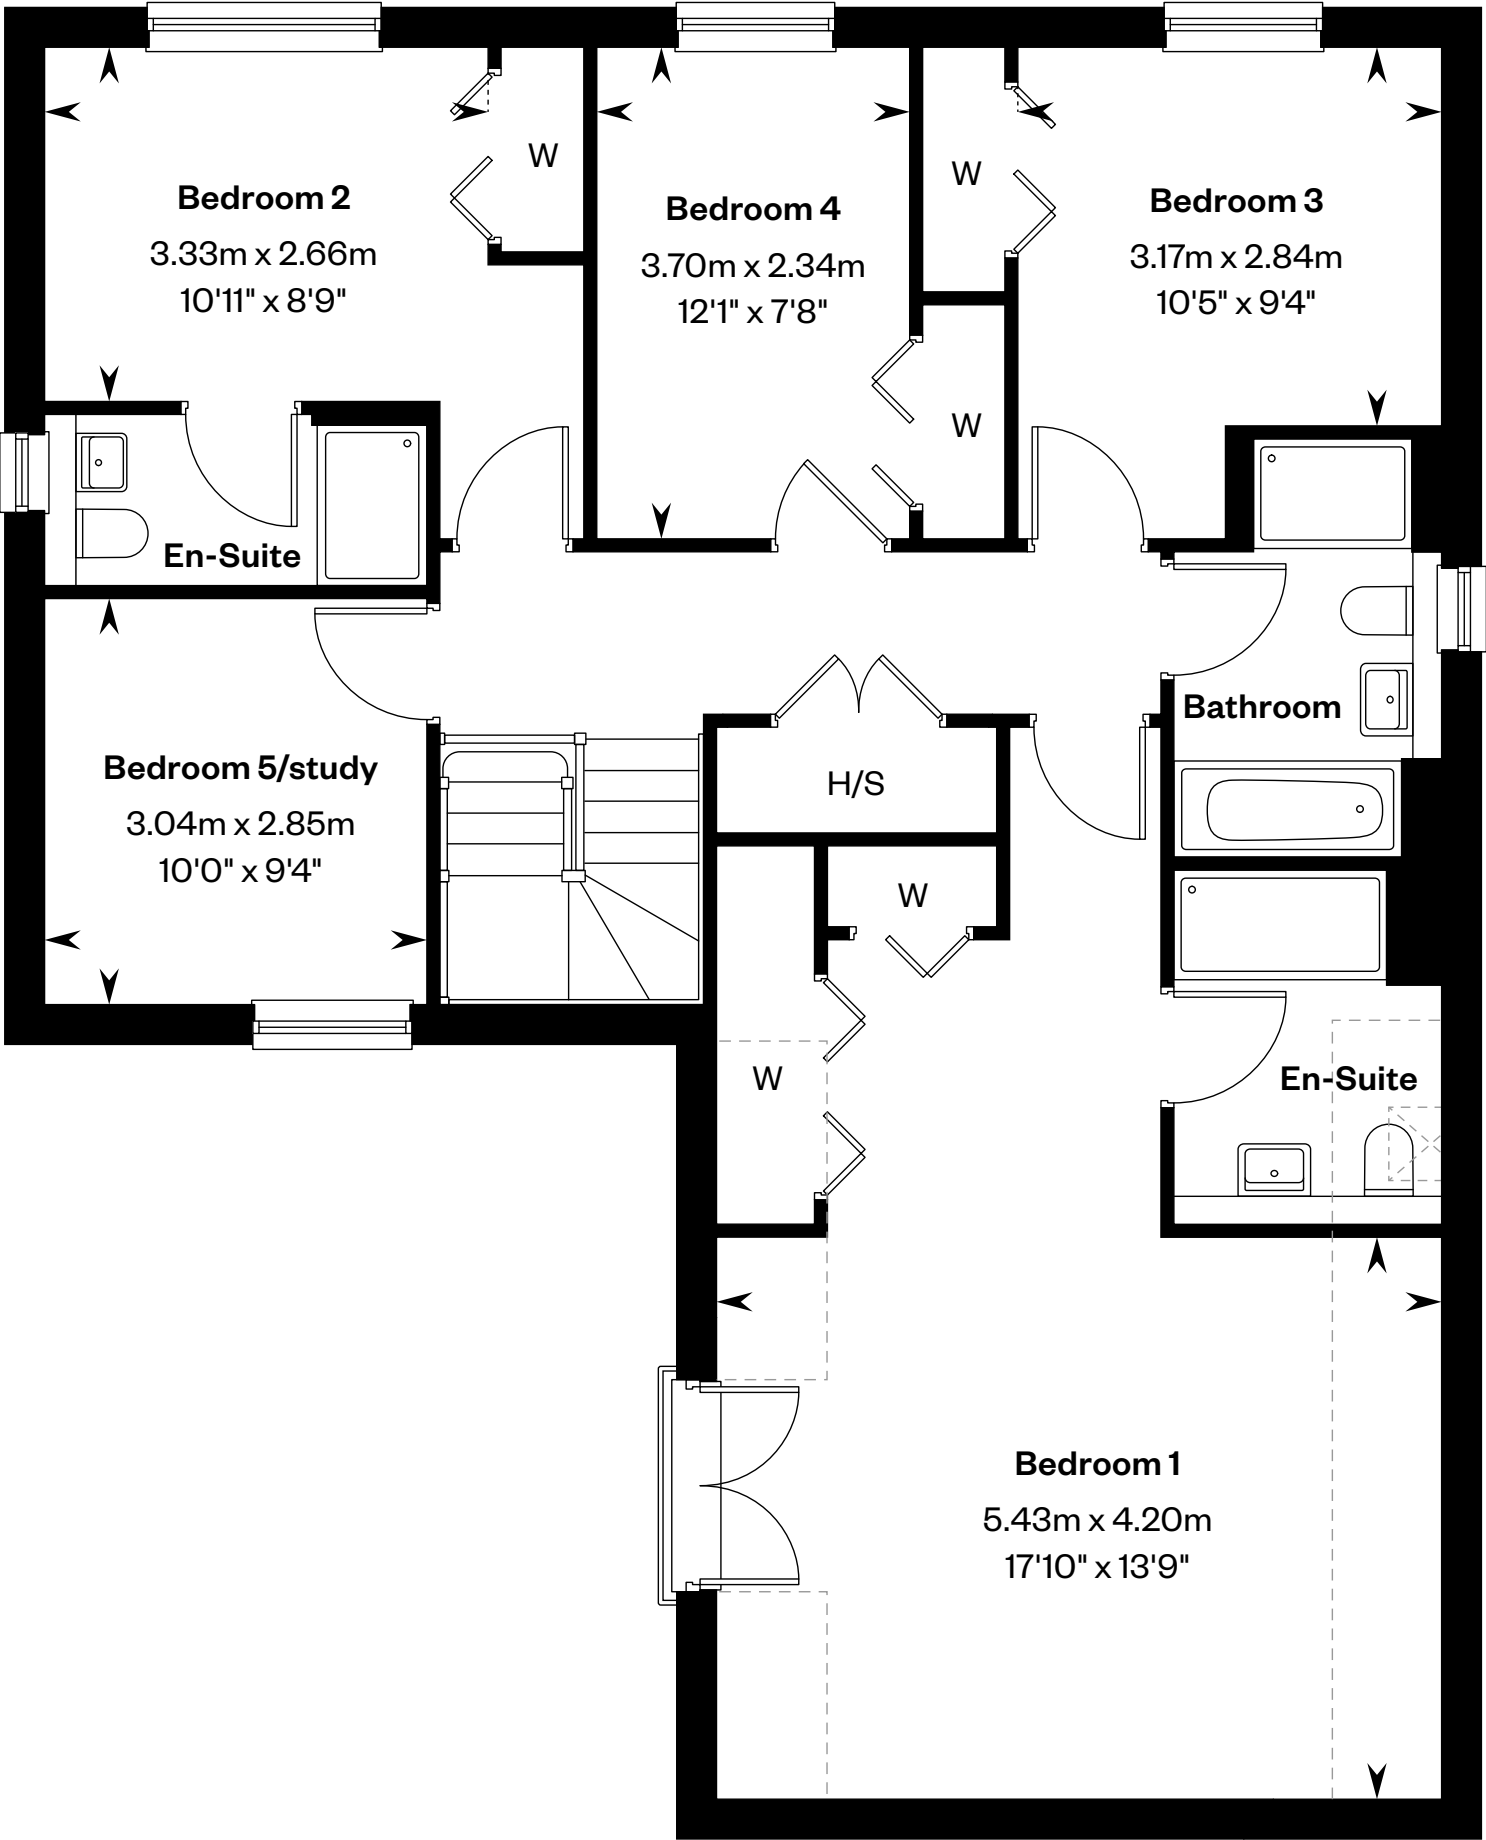 Bedroom 2
3.33m x 2.66m
10'11" x 8'9"
W
Bedroom 4
3.70m x 2.34m
12'1" x 7'8"
W
Bedroom 3
3.17m x 2.84m
10'5" x 9'4"
W
En-Suite
Bedroom 5/study
3.04m x 2.85m
10'0" x 9'4"
H/S
Bathroom
W
W
En-Suite
Bedroom 1
5.43m x 4.20m
17'10" x 13'9"